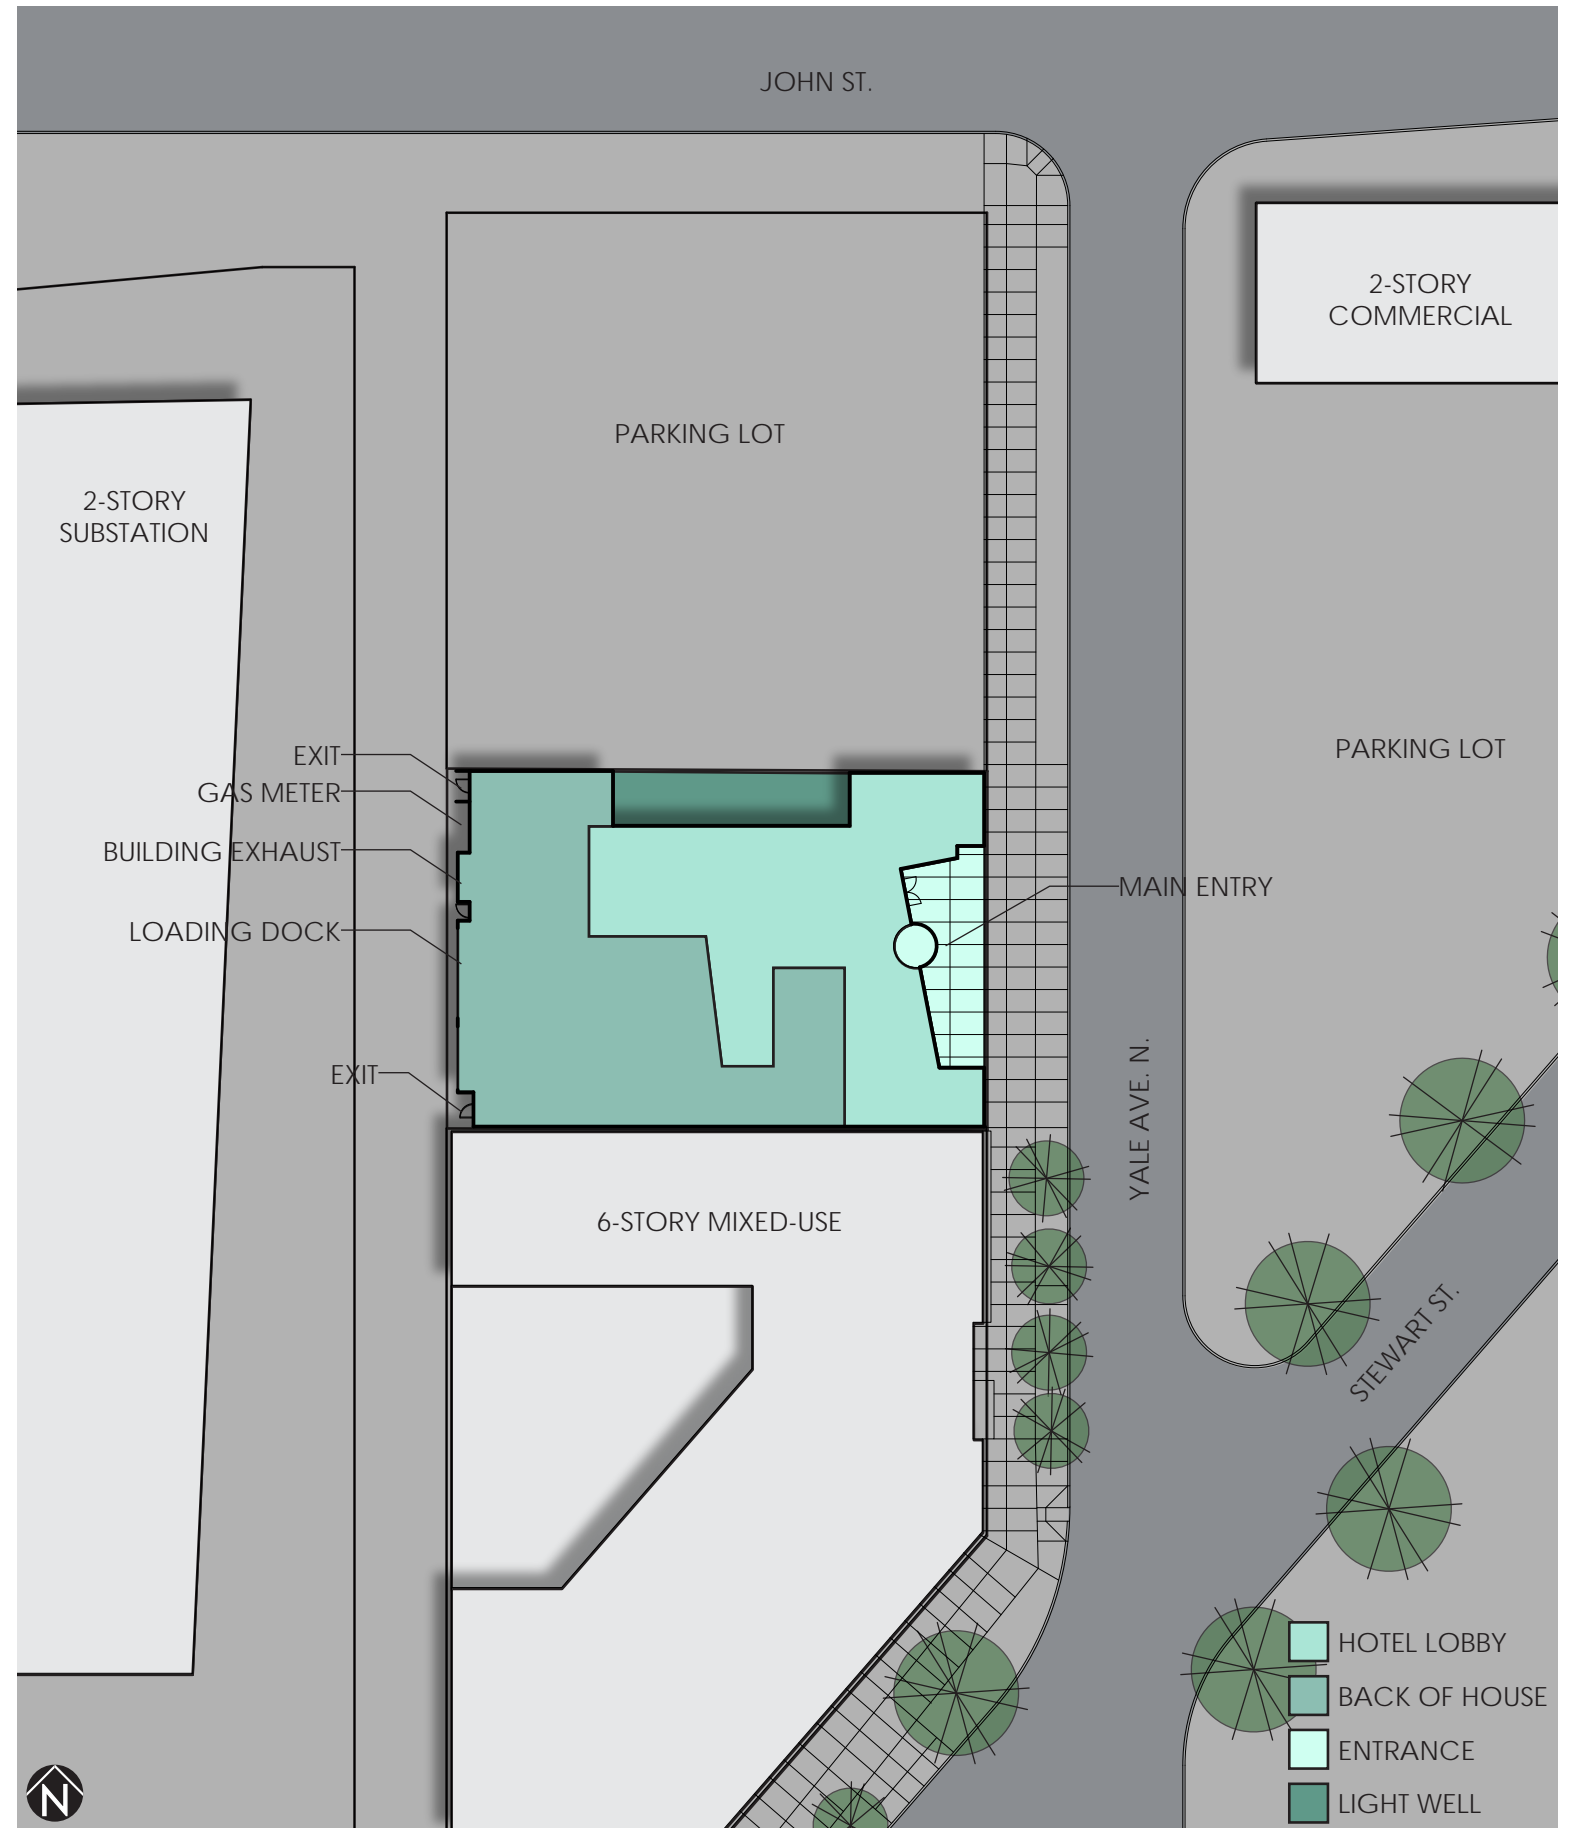 JOHN ST.
2-STORY
COMMERCIAL
PARKING LOT
2-STORY
SUBSTATION
EXIT
PARKING LOT
GAS METER
BUILDING EXHAUST
MAIN ENTRY
LOADING DOCK
EXIT
YALE AVE. N.
6-STORY MIXED-USE
STEWART ST.
HOTEL LOBBY
BACK OF HOUSE
ENTRANCE
LIGHT WELL
N